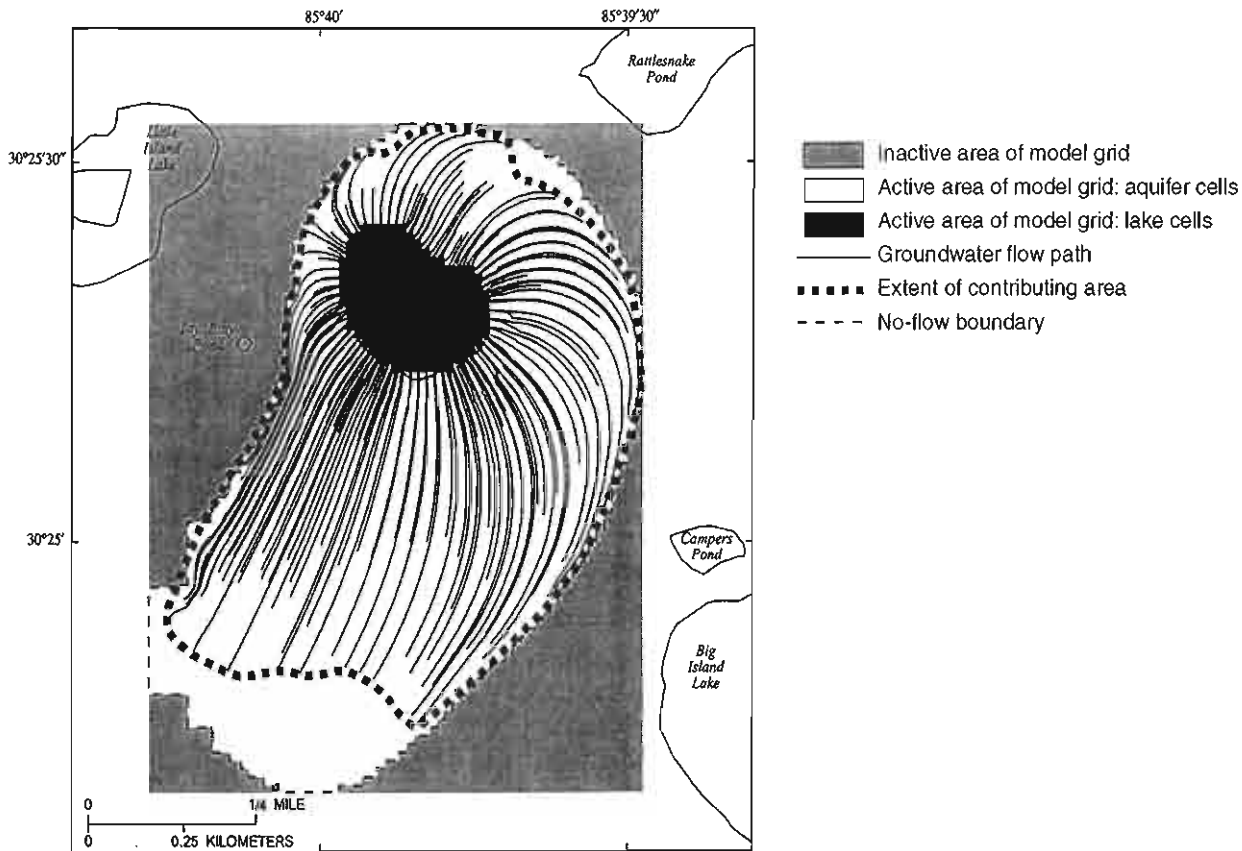 85°40'
85°39'30"
Rattlesnake
Pond
Little
Island
Lake
30°25'30"
Inactive area of model grid
Active area of model grid: aquifer cells
Active area of model grid: lake cells
Groundwater flow path
Extent of contributing area
No-flow boundary
30°25'
Campers
Pond
Big
Island
Lake
0 1/4 MILE
0 0.25 KILOMETERS